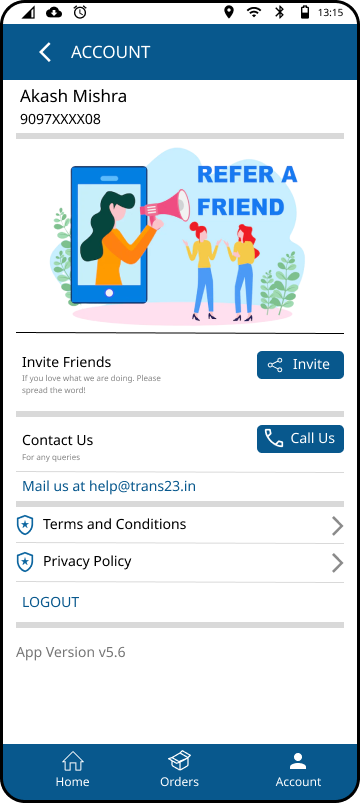 13:15
ACCOUNT
Akash Mishra
9097XXXX08
REFER A
FRIEND
Invite Friends
If you love what we are doing. Please
spread the word!
Invite
Contact Us
For any queries
Call Us
Mail us at help@trans23.in
Terms and Conditions
Privacy Policy
LOGOUT
App Version v5.6
Home
Orders
Account